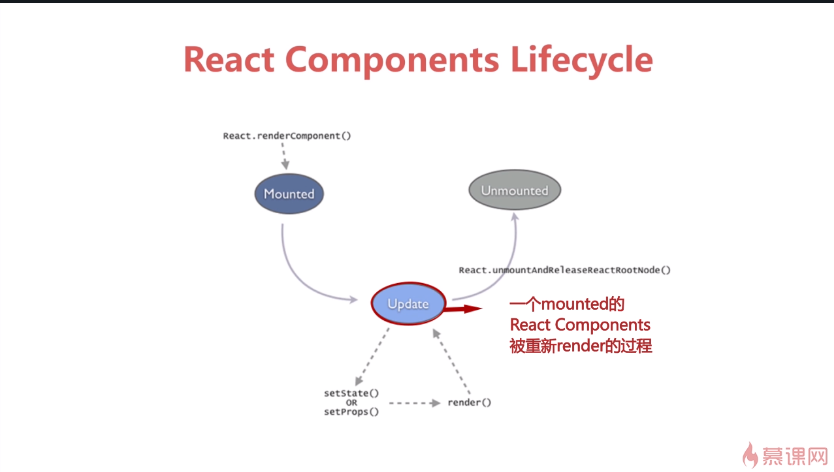 React Components Lifecycle
React.renderComponent()
Mounted
Unmounted
React.unmountAndReleaseReactRootNode()
Update
一个mounted的
React Components
被重新render的过程
setState()
OR
setProps()
render()
慕课网